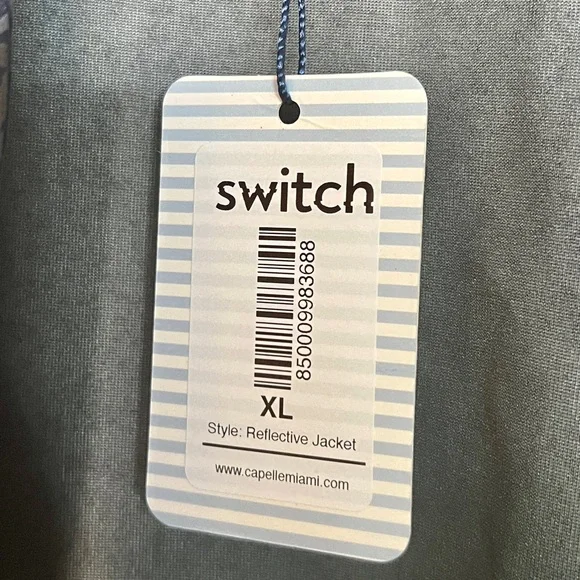 switch
850009983688
XL
Style: Reflective Jacket
www.capellemiami.com